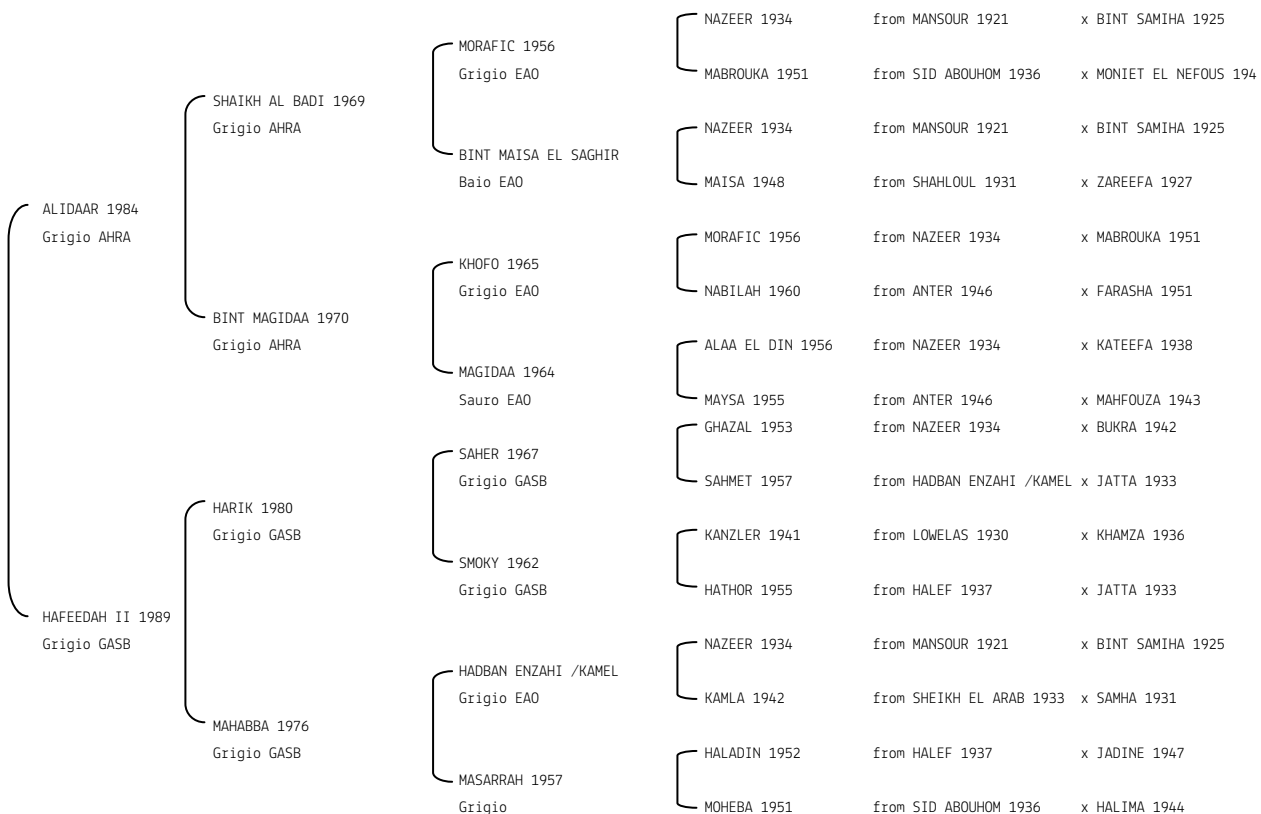 NAZEER 1934 from MANSOUR 1921 x BINT SAMIHA 1925
MORAFIC 1956
Grigio EAO MABROUKA 1951 from SID ABOUHOM 1936 x MONIET EL NEFOUS 194
SHAIKH AL BADI 1969
Grigio AHRA NAZEER 1934 from MANSOUR 1921 x BINT SAMIHA 1925
BINT MAISA EL SAGHIR
Baio EAO MAISA 1948 from SHAHLOUL 1931 x ZAREEFA 1927
ALIDAAR 1984
Grigio AHRA MORAFIC 1956 from NAZEER 1934 x MABROUKA 1951
KHOFO 1965
Grigio EAO NABILAH 1960 from ANTER 1946 x FARASHA 1951
BINT MAGIDAA 1970
Grigio AHRA ALAA EL DIN 1956 from NAZEER 1934 x KATEEFA 1938
MAGIDAA 1964
Sauro EAO MAYSA 1955 from ANTER 1946 x MAHFOUZA 1943
GHAZAL 1953 from NAZEER 1934 x BUKRA 1942
SAHER 1967
Grigio GASB SAHMET 1957 from HADBAN ENZAHI /KAMEL x JATTA 1933
HARIK 1980
Grigio GASB KANZLER 1941 from LOWELAS 1930 x KHAMZA 1936
SMOKY 1962
Grigio GASB HATHOR 1955 from HALEF 1937 x JATTA 1933
HAFEEDAH II 1989
Grigio GASB NAZEER 1934 from MANSOUR 1921 x BINT SAMIHA 1925
HADBAN ENZAHI /KAMEL
Grigio EAO KAMLA 1942 from SHEIKH EL ARAB 1933 x SAMHA 1931
MAHABBA 1976
Grigio GASB HALADIN 1952 from HALEF 1937 x JADINE 1947
MASARRAH 1957
Grigio MOHEBA 1951 from SID ABOUHOM 1936 x HALIMA 1944